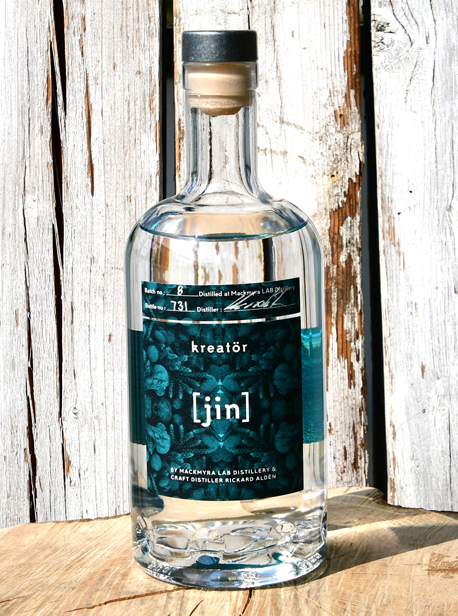 Batch no.: 8 Distilled at Mackmyra LAB Distillery
Bottle no.: 731 Distiller:
kreatör
[jin]
BY MACKMYRA LAB DISTILLERY &
CRAFT DISTILLER RICKARD ALDÉN